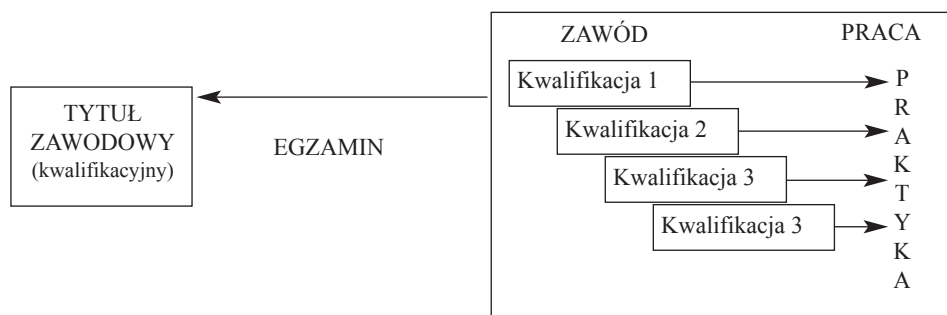 ZAWÓD
PRACA
Kwalifikacja 1
Kwalifikacja 2
Kwalifikacja 3
Kwalifikacja 3
P
R
A
K
T
Y
K
A
TYTUŁ
ZAWODOWY
(kwalifikacyjny)
EGZAMIN